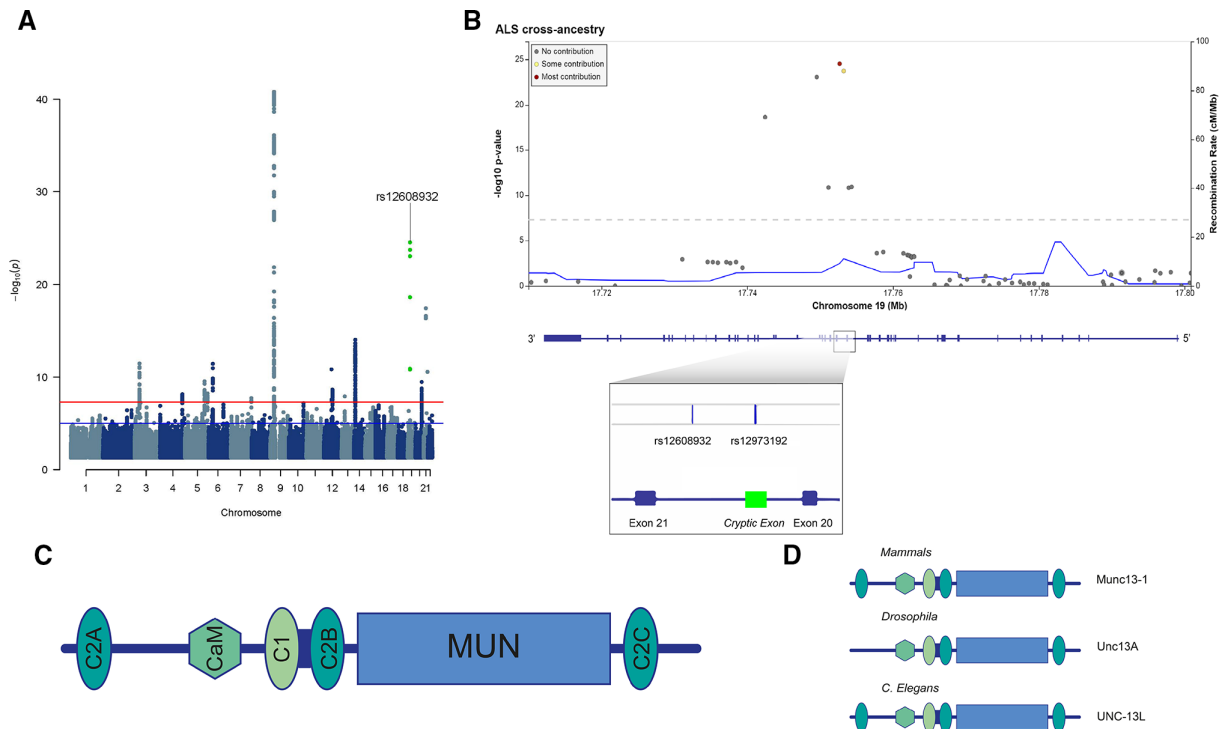 A
40
30
20
10
0
−log10(p)
rs12608932
1 2 3 4 5 6 7 8 9 10 12 14 16 18 21
Chromosome
B
ALS cross-ancestry
No contribution
Some contribution
Most contribution
25
20
15
10
5
0
-log10 p-value
100
80
60
40
20
0
Recombination Rate (cM/Mb)
17.72 17.74 17.76 17.78 17.80
Chromosome 19 (Mb)
3' 5'
rs12608932 rs12973192
Exon 21 Cryptic Exon Exon 20
C
C2A CaM C1 C2B MUN C2C
D
Mammals
Munc13-1
Drosophila
Unc13A
C. Elegans
UNC-13L